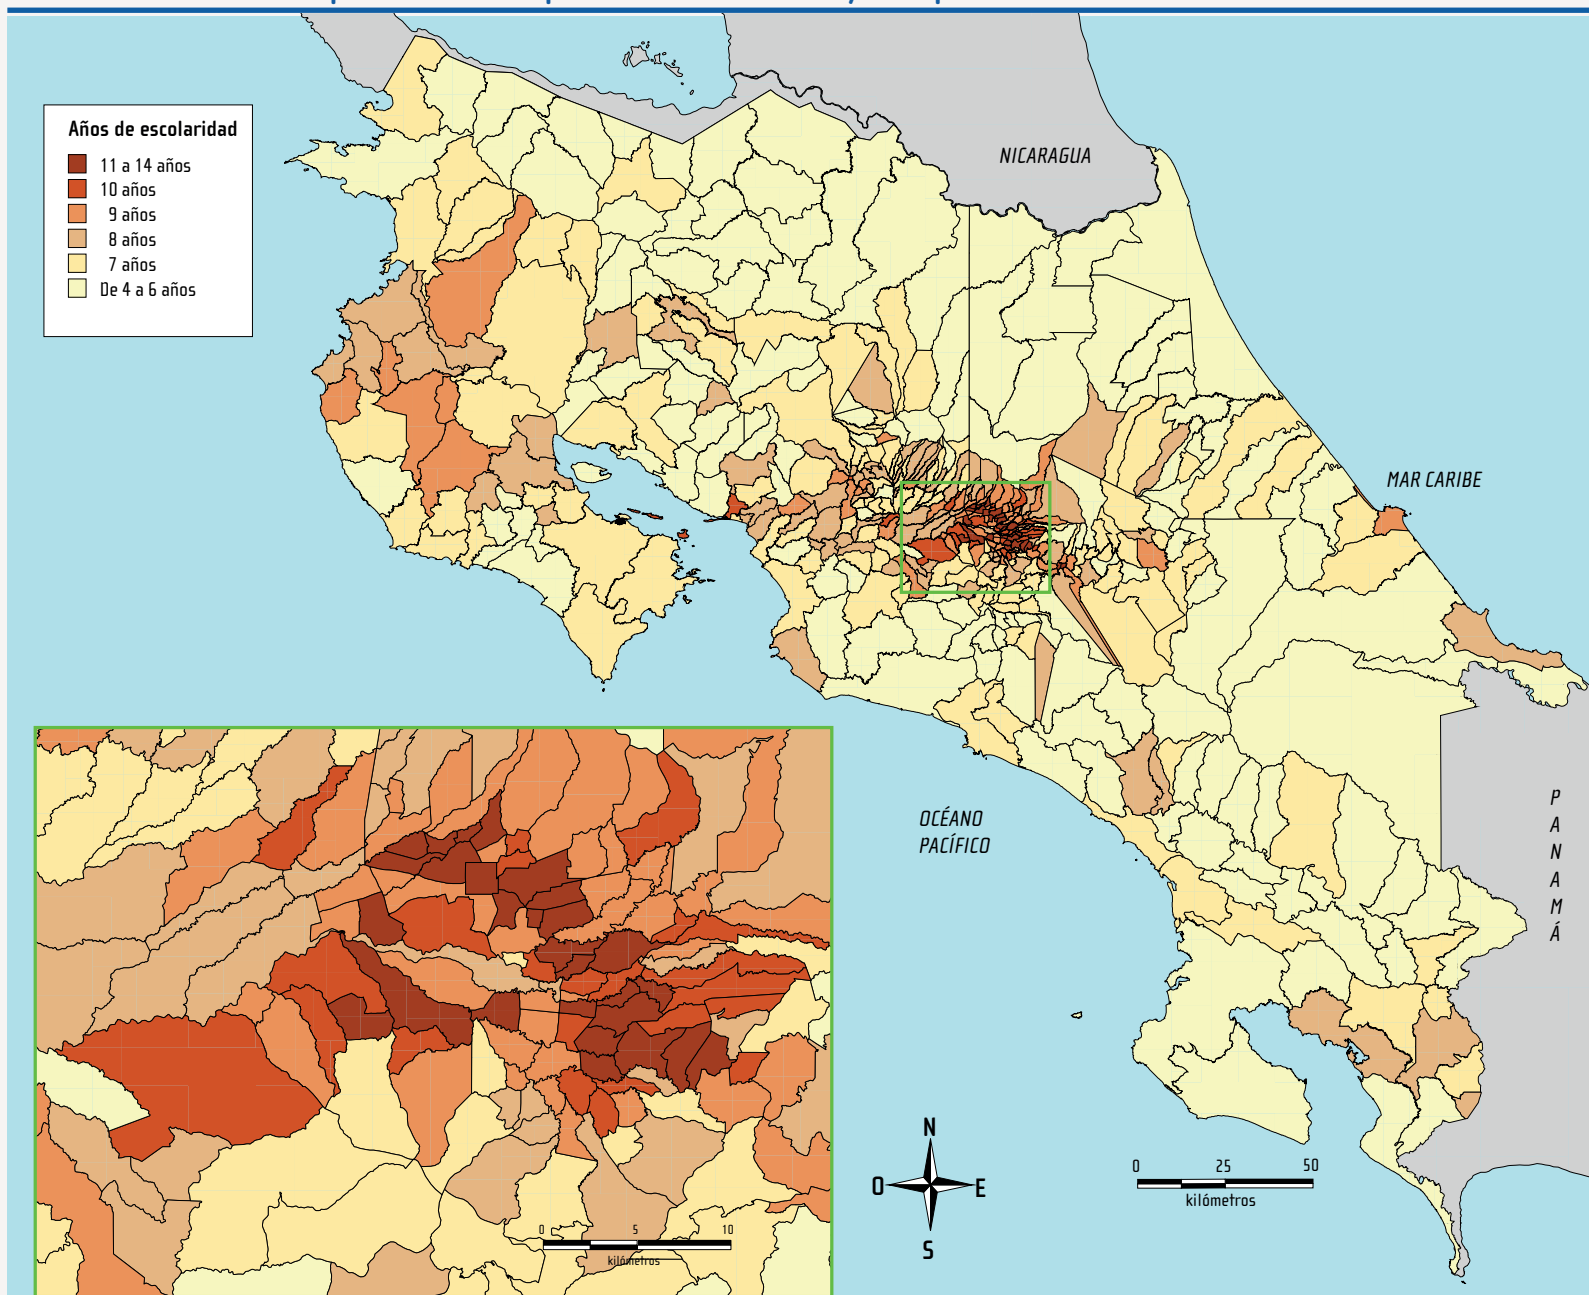 Años de escolaridad
11 a 14 años
10 años
9 años
8 años
7 años
De 4 a 6 años
NICARAGUA
MAR CARIBE
OCÉANO
PACÍFICO
P
A
N
A
M
Á
N
O
E
S
0 25 50
kilómetros
0 5 10
kilómetros